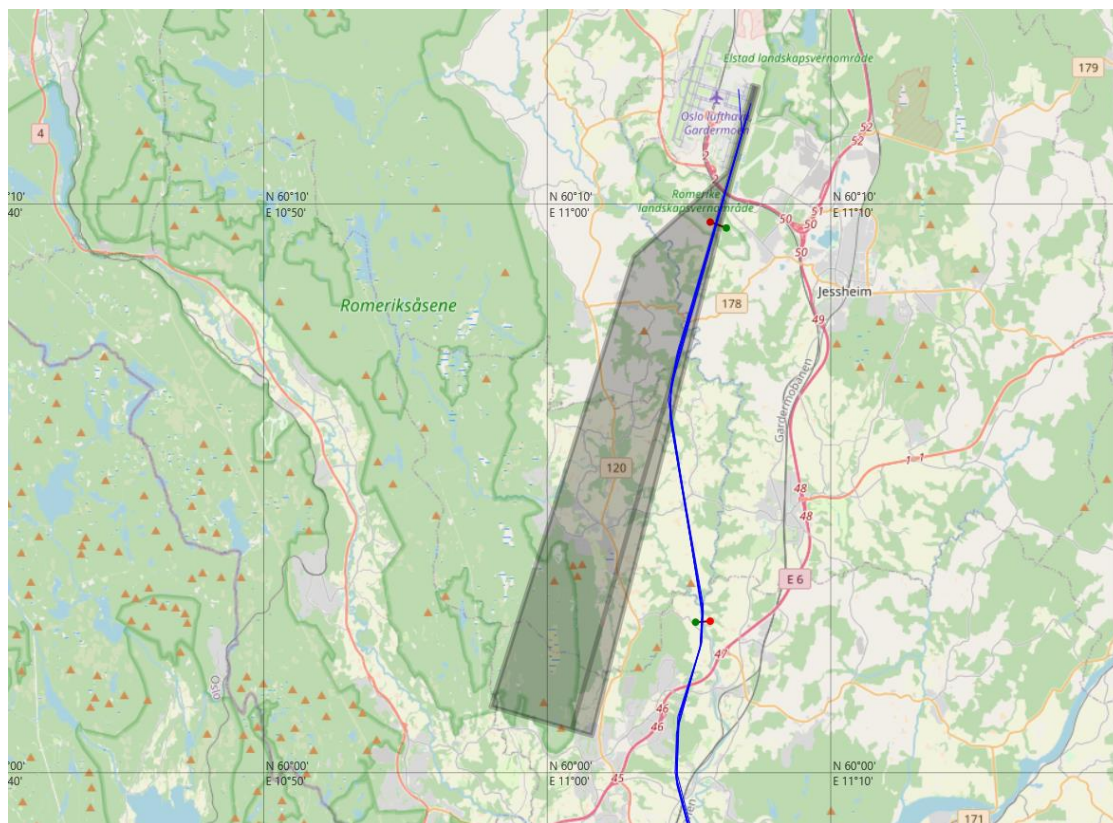 Elstad landskapsvernområde
179
4
Oslo lufthavn
Gardermoen
2
52
52
:10'
:40'
N 60°10'
E 10°50'
N 60°10'
E 11°00'
Romerike
landskapsvernområde
N 60°10'
E 11°10'
51
50
50
50
Romeriksåsene
178
Jessheim
49
Gardermobanen
120
1 1
48
48
E 6
47
Oslo
46
46
:00'
:40'
N 60°00'
E 10°50'
N 60°00'
E 11°00'
N 60°00'
E 11°10'
45
171